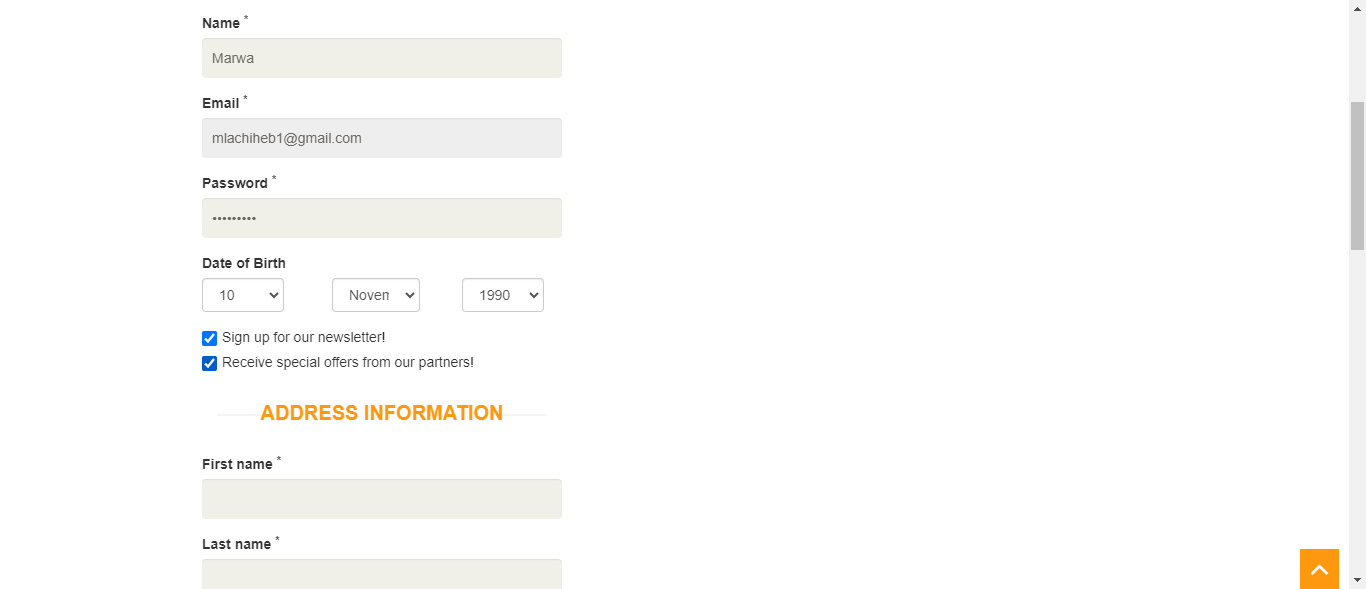 Name *
Marwa
Email *
mlachiheb1@gmail.com
Password *
•••••••••
Date of Birth
10 Noven 1990
Sign up for our newsletter!
Receive special offers from our partners!
ADDRESS INFORMATION
First name *
Last name *